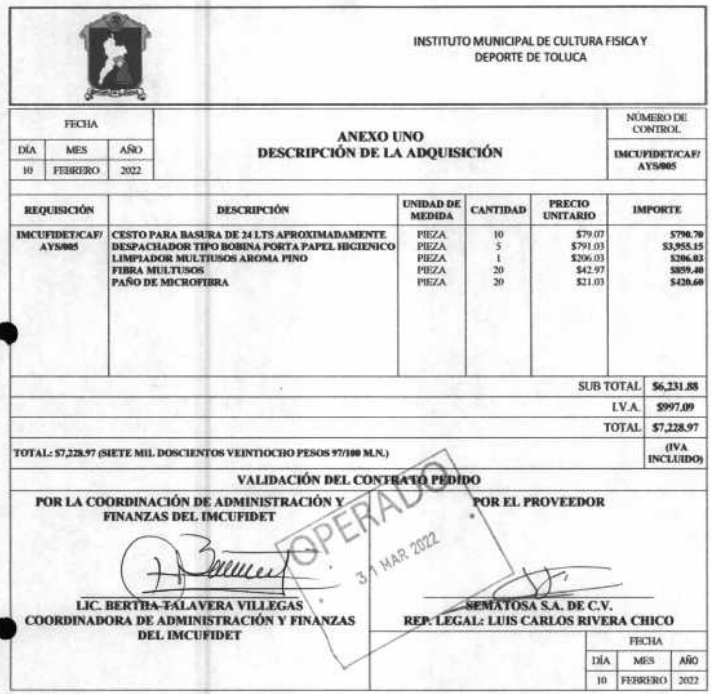 INSTITUTO MUNICIPAL DE CULTURA FISICA Y
DEPORTE DE TOLUCA
FECHA
DÍA MES AÑO
10 FEBRERO 2022
ANEXO UNO
DESCRIPCIÓN DE LA ADQUISICIÓN
NÚMERO DE
CONTROL
IMCUFIDET/CAF/
AYS/005
REQUISICIÓN DESCRIPCIÓN UNIDAD DE MEDIDA CANTIDAD PRECIO UNITARIO IMPORTE
IMCUFIDET/CAF/ CESTO PARA BASURA DE 24 LTS APROXIMADAMENTE PIEZA 10 $79.07 $790.70
AYS/005 DESPACHADOR TIPO BOBINA PORTA PAPEL HIGIENICO PIEZA 5 $791.03 $3,955.15
LIMPIADOR MULTIUSOS AROMA PINO PIEZA 1 $206.03 $206.03
FIBRA MULTUSOS PIEZA 20 $42.97 $859.40
PAÑO DE MICROFIBRA PIEZA 20 $21.03 $420.60
SUB TOTAL $6,231.88
I.V.A. $997.09
TOTAL $7,228.97
TOTAL: $7,228.97 (SIETE MIL DOSCIENTOS VEINTIOCHO PESOS 97/100 M.N.) (IVA
INCLUIDO)
VALIDACIÓN DEL CONTRATO PEDIDO
POR LA COORDINACIÓN DE ADMINISTRACIÓN Y
FINANZAS DEL IMCUFIDET
POR EL PROVEEDOR
OPERADO
31 MAR 2022
LIC. BERTHA TALAVERA VILLEGAS
COORDINADORA DE ADMINISTRACIÓN Y FINANZAS
DEL IMCUFIDET
SEMATOSA S.A. DE C.V.
REP. LEGAL: LUIS CARLOS RIVERA CHICO
FECHA
DÍA MES AÑO
10 FEBRERO 2022